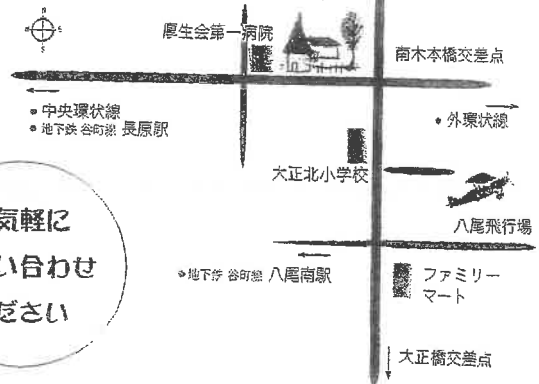 厚生会第一病院
南木本橋交差点
中央環状線
地下鉄 谷町線 長原駅
外環状線
大正北小学校
気軽に
い合わせ
ださい
八尾飛行場
地下鉄 谷町線 八尾南駅
ファミリー
マート
大正橋交差点